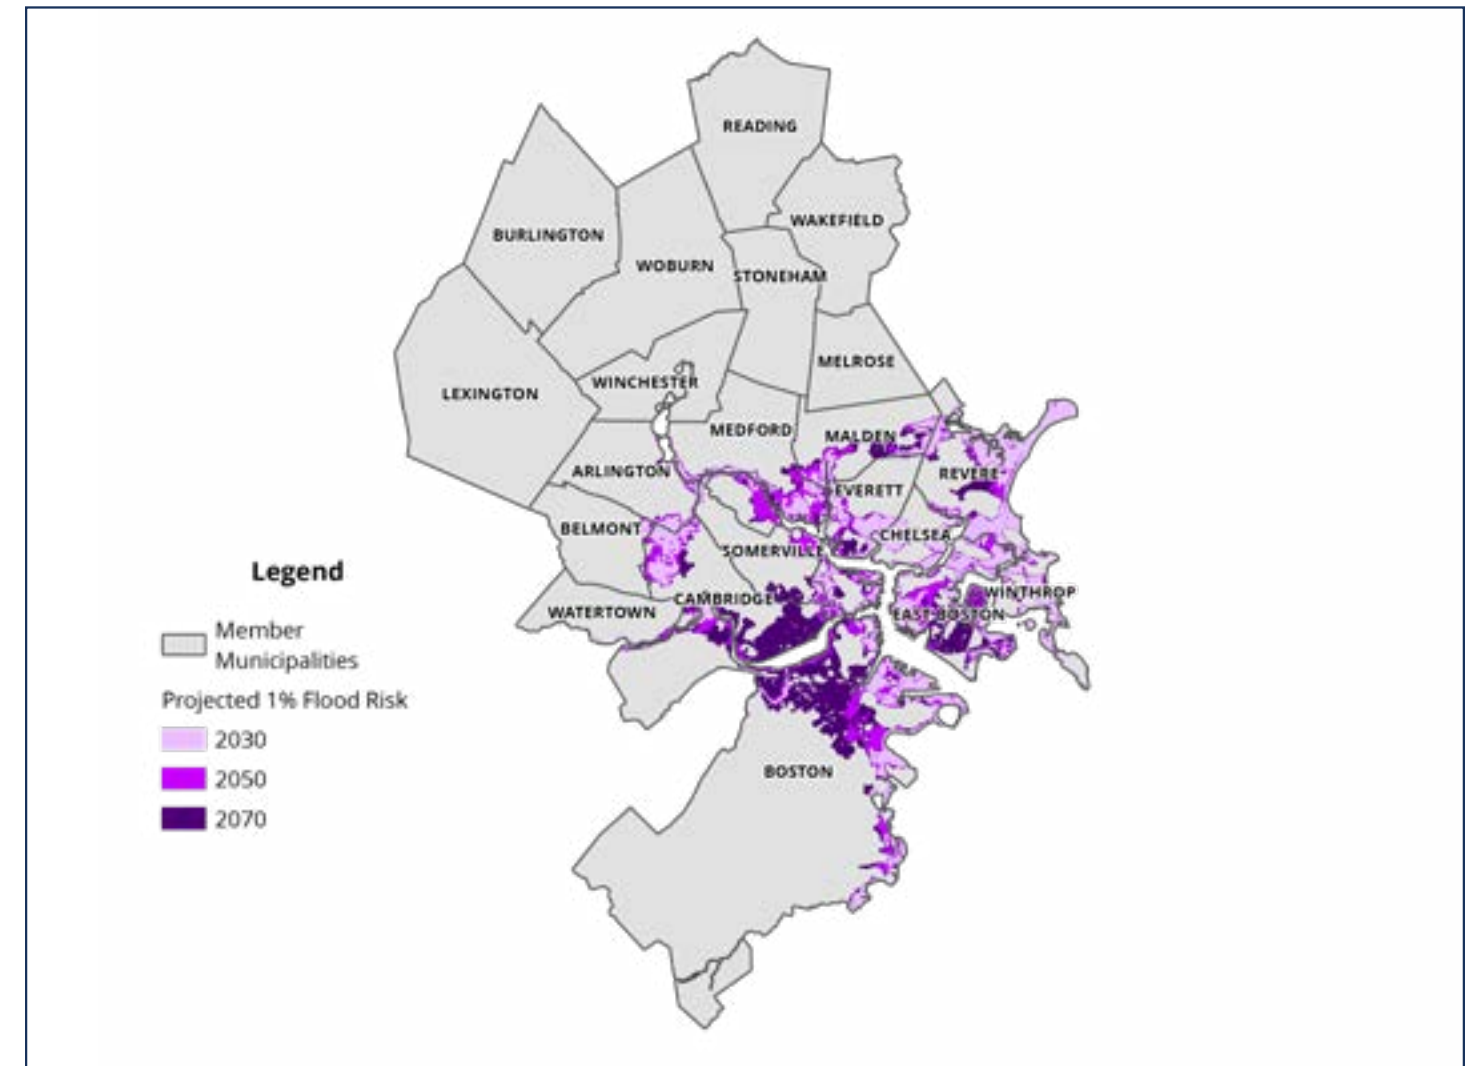 READING
WAKEFIELD
BURLINGTON
WOBURN
STONEHAM
MELROSE
WINCHESTER
LEXINGTON
MEDFORD
MALDEN
ARLINGTON
REVERE
EVERETT
BELMONT
CHELSEA
SOMERVILLE
WINTHROP
CAMBRIDGE
WATERTOWN
EAST BOSTON
BOSTON
Legend
Member
Municipalities
Projected 1% Flood Risk
2030
2050
2070